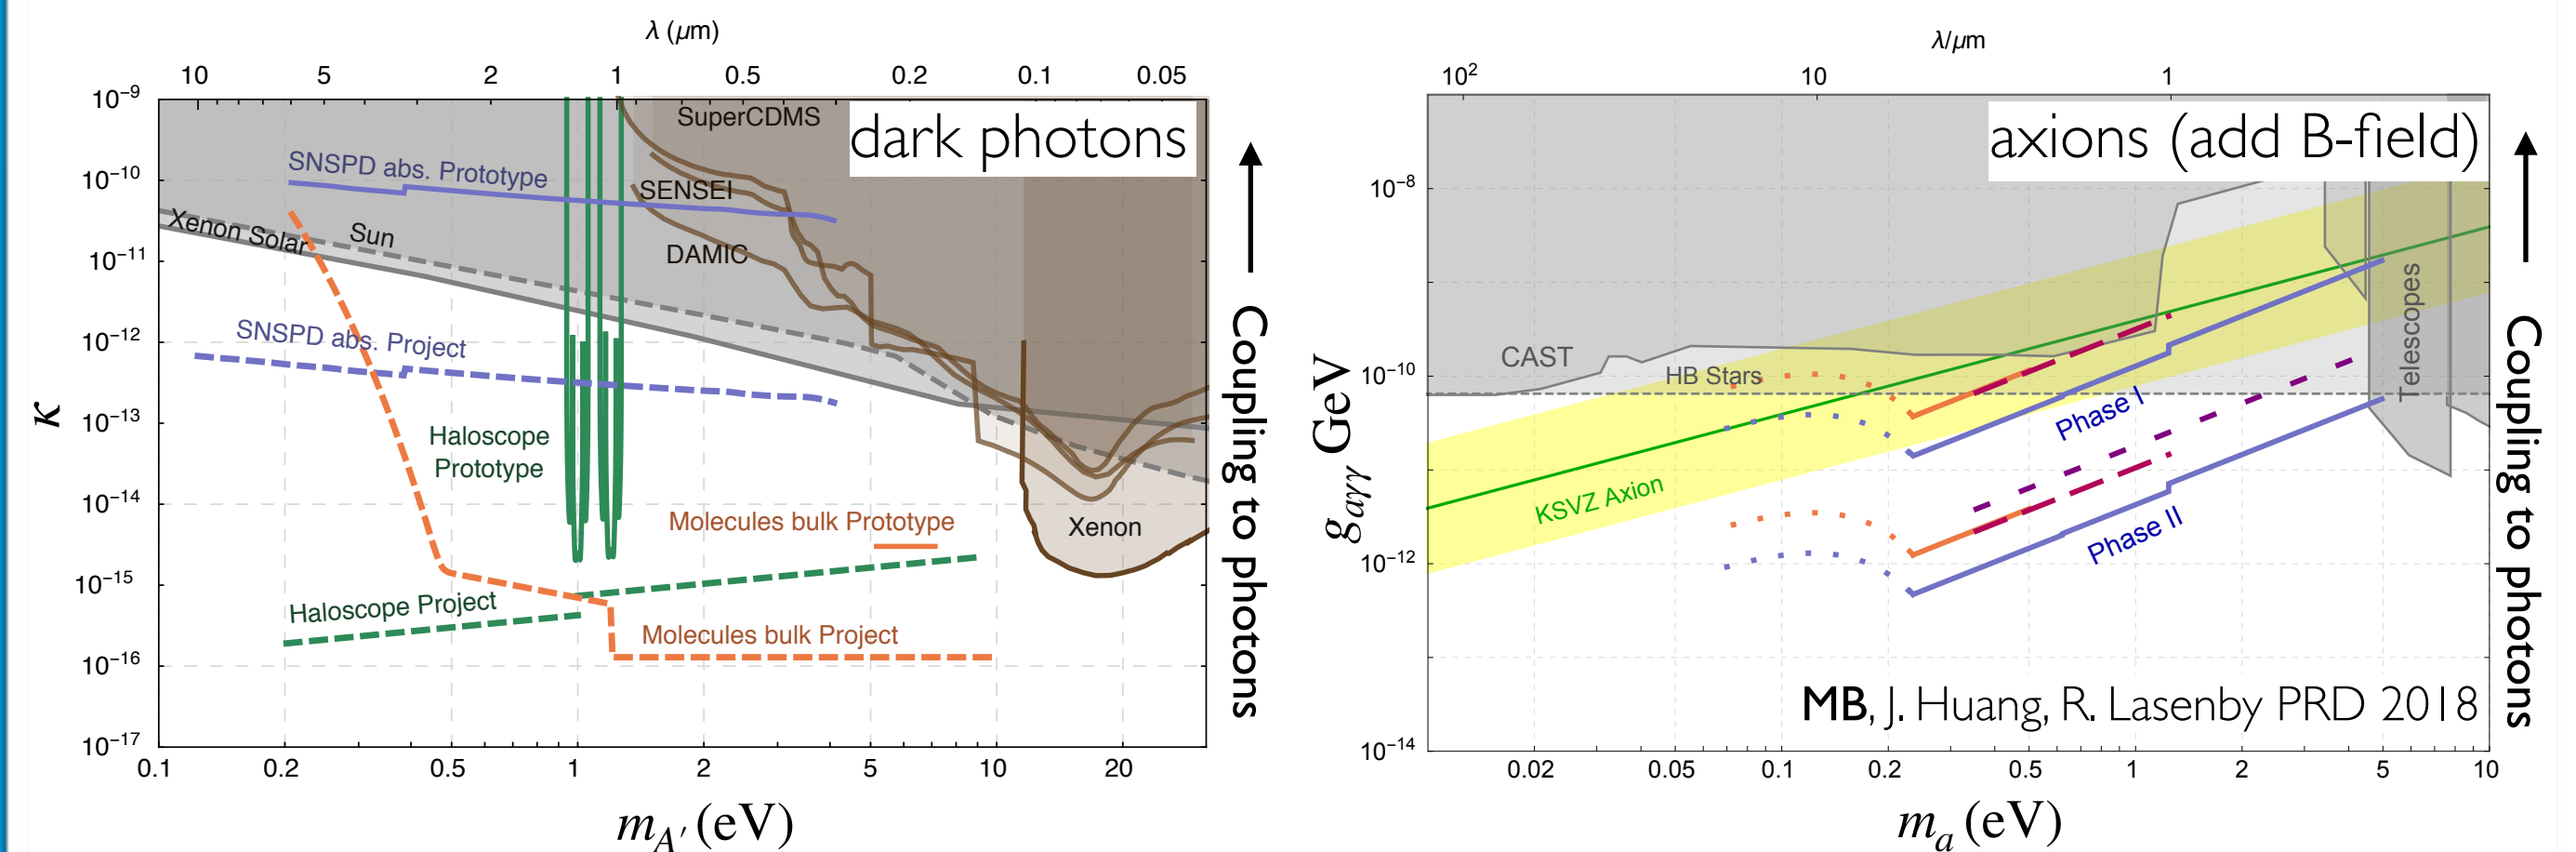 λ (μm)
10 5 2 1 0.5 0.2 0.1 0.05
10⁻⁹
10⁻¹⁰
10⁻¹¹
10⁻¹²
10⁻¹³
10⁻¹⁴
10⁻¹⁵
10⁻¹⁶
10⁻¹⁷
κ
SuperCDMS
dark photons
SNSPD abs. Prototype
SENSEI
Xenon Solar
Sun
DAMIC
SNSPD abs. Project
Haloscope
Prototype
Molecules bulk Prototype
Xenon
Haloscope Project
Molecules bulk Project
0.1 0.2 0.5 1 2 5 10 20
m_A′ (eV)
Coupling to photons
λ/μm
10² 10 1
axions (add B-field)
10⁻⁸
10⁻¹⁰
10⁻¹²
10⁻¹⁴
g_aγγ GeV
CAST
HB Stars
Telescopes
Phase I
KSVZ Axion
Phase II
MB, J. Huang, R. Lasenby PRD 2018
0.02 0.05 0.1 0.2 0.5 1 2 5 10
m_a (eV)
Coupling to photons